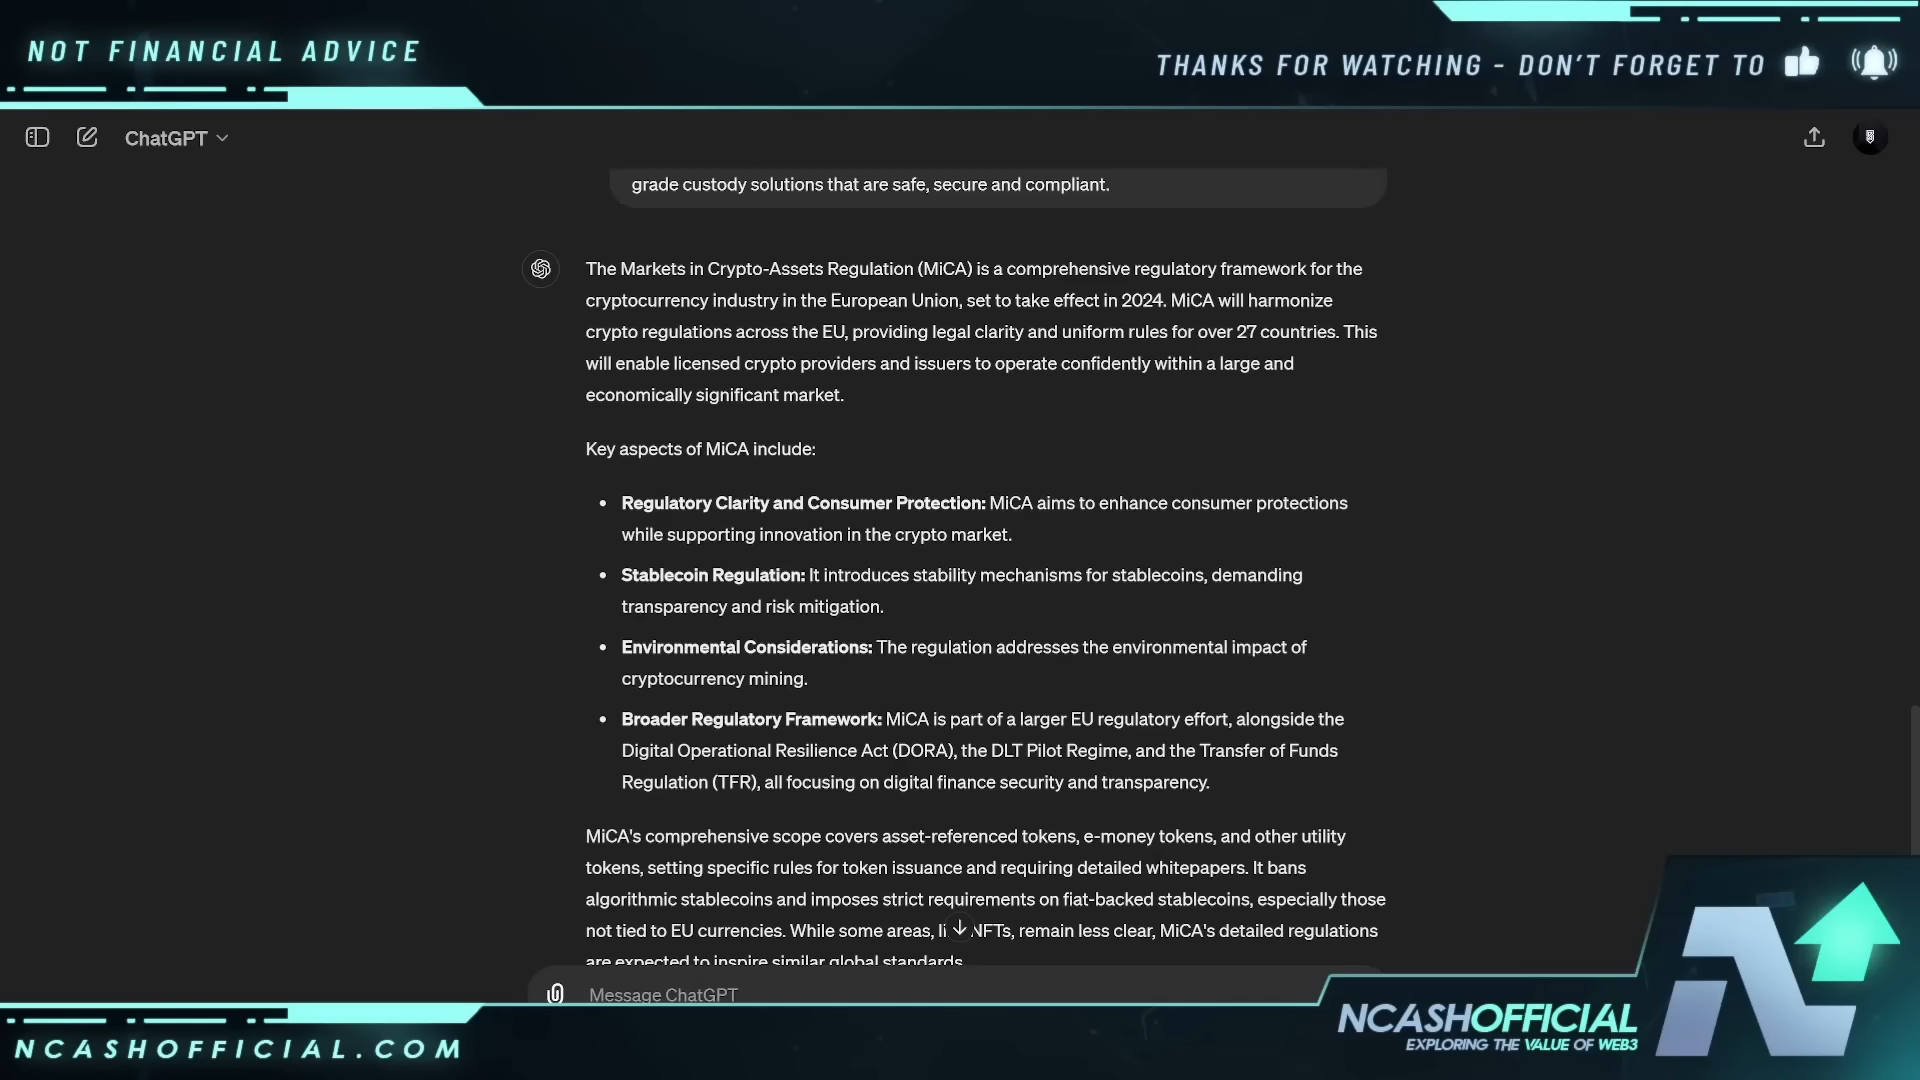 NOT FINANCIAL ADVICE
THANKS FOR WATCHING - DON'T FORGET TO
ChatGPT
grade custody solutions that are safe, secure and compliant.
The Markets in Crypto-Assets Regulation (MiCA) is a comprehensive regulatory framework for the
cryptocurrency industry in the European Union, set to take effect in 2024. MiCA will harmonize
crypto regulations across the EU, providing legal clarity and uniform rules for over 27 countries. This
will enable licensed crypto providers and issuers to operate confidently within a large and
economically significant market.
Key aspects of MiCA include:
• Regulatory Clarity and Consumer Protection: MiCA aims to enhance consumer protections
while supporting innovation in the crypto market.
• Stablecoin Regulation: It introduces stability mechanisms for stablecoins, demanding
transparency and risk mitigation.
• Environmental Considerations: The regulation addresses the environmental impact of
cryptocurrency mining.
• Broader Regulatory Framework: MiCA is part of a larger EU regulatory effort, alongside the
Digital Operational Resilience Act (DORA), the DLT Pilot Regime, and the Transfer of Funds
Regulation (TFR), all focusing on digital finance security and transparency.
MiCA's comprehensive scope covers asset-referenced tokens, e-money tokens, and other utility
tokens, setting specific rules for token issuance and requiring detailed whitepapers. It bans
algorithmic stablecoins and imposes strict requirements on fiat-backed stablecoins, especially those
not tied to EU currencies. While some areas, NFTs, remain less clear, MiCA's detailed regulations
are expected to inspire similar global standards.
Message ChatGPT
NCASHOFFICIAL
EXPLORING THE VALUE OF WEB3
NCASHOFFICIAL.COM